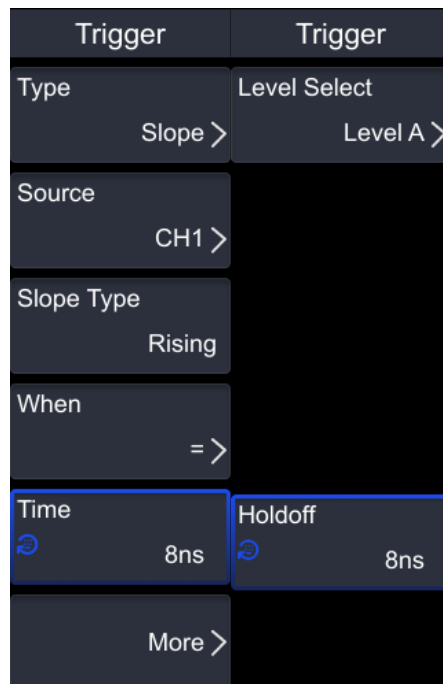 Trigger
Type
Slope >
Source
CH1 >
Slope Type
Rising
When
= >
Time
8ns
More >
Trigger
Level Select
Level A >
Holdoff
8ns